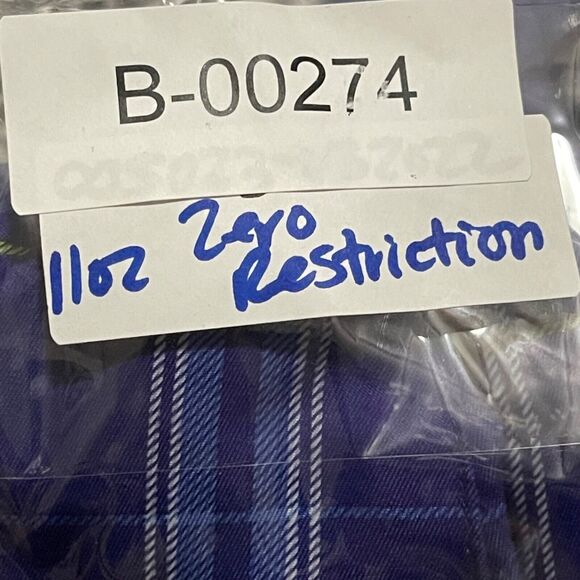 B-00274
11oz Zero
Restriction